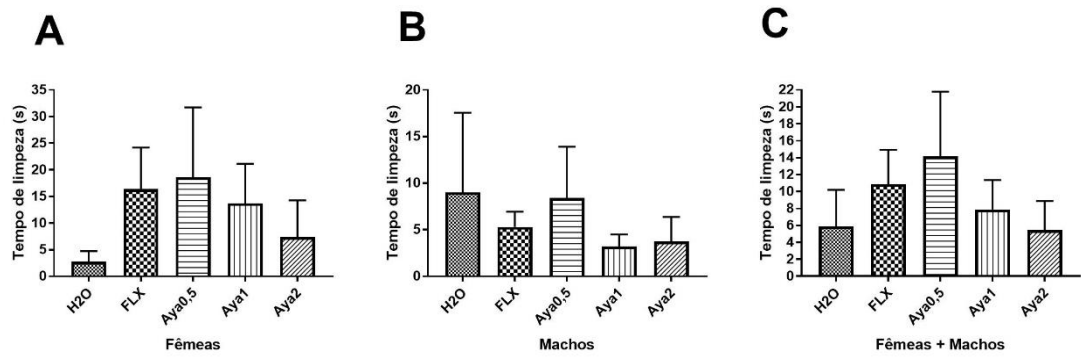 A
B
C
Tempo de limpeza (s)
35
30
25
20
15
10
5
0
H2O
FLX
Aya0,5
Aya1
Aya2
Fêmeas
Tempo de limpeza (s)
20
15
10
5
0
H2O
FLX
Aya0,5
Aya1
Aya2
Machos
Tempo de limpeza (s)
22
20
18
16
14
12
10
8
6
4
2
0
H2O
FLX
Aya0,5
Aya1
Aya2
Fêmeas + Machos